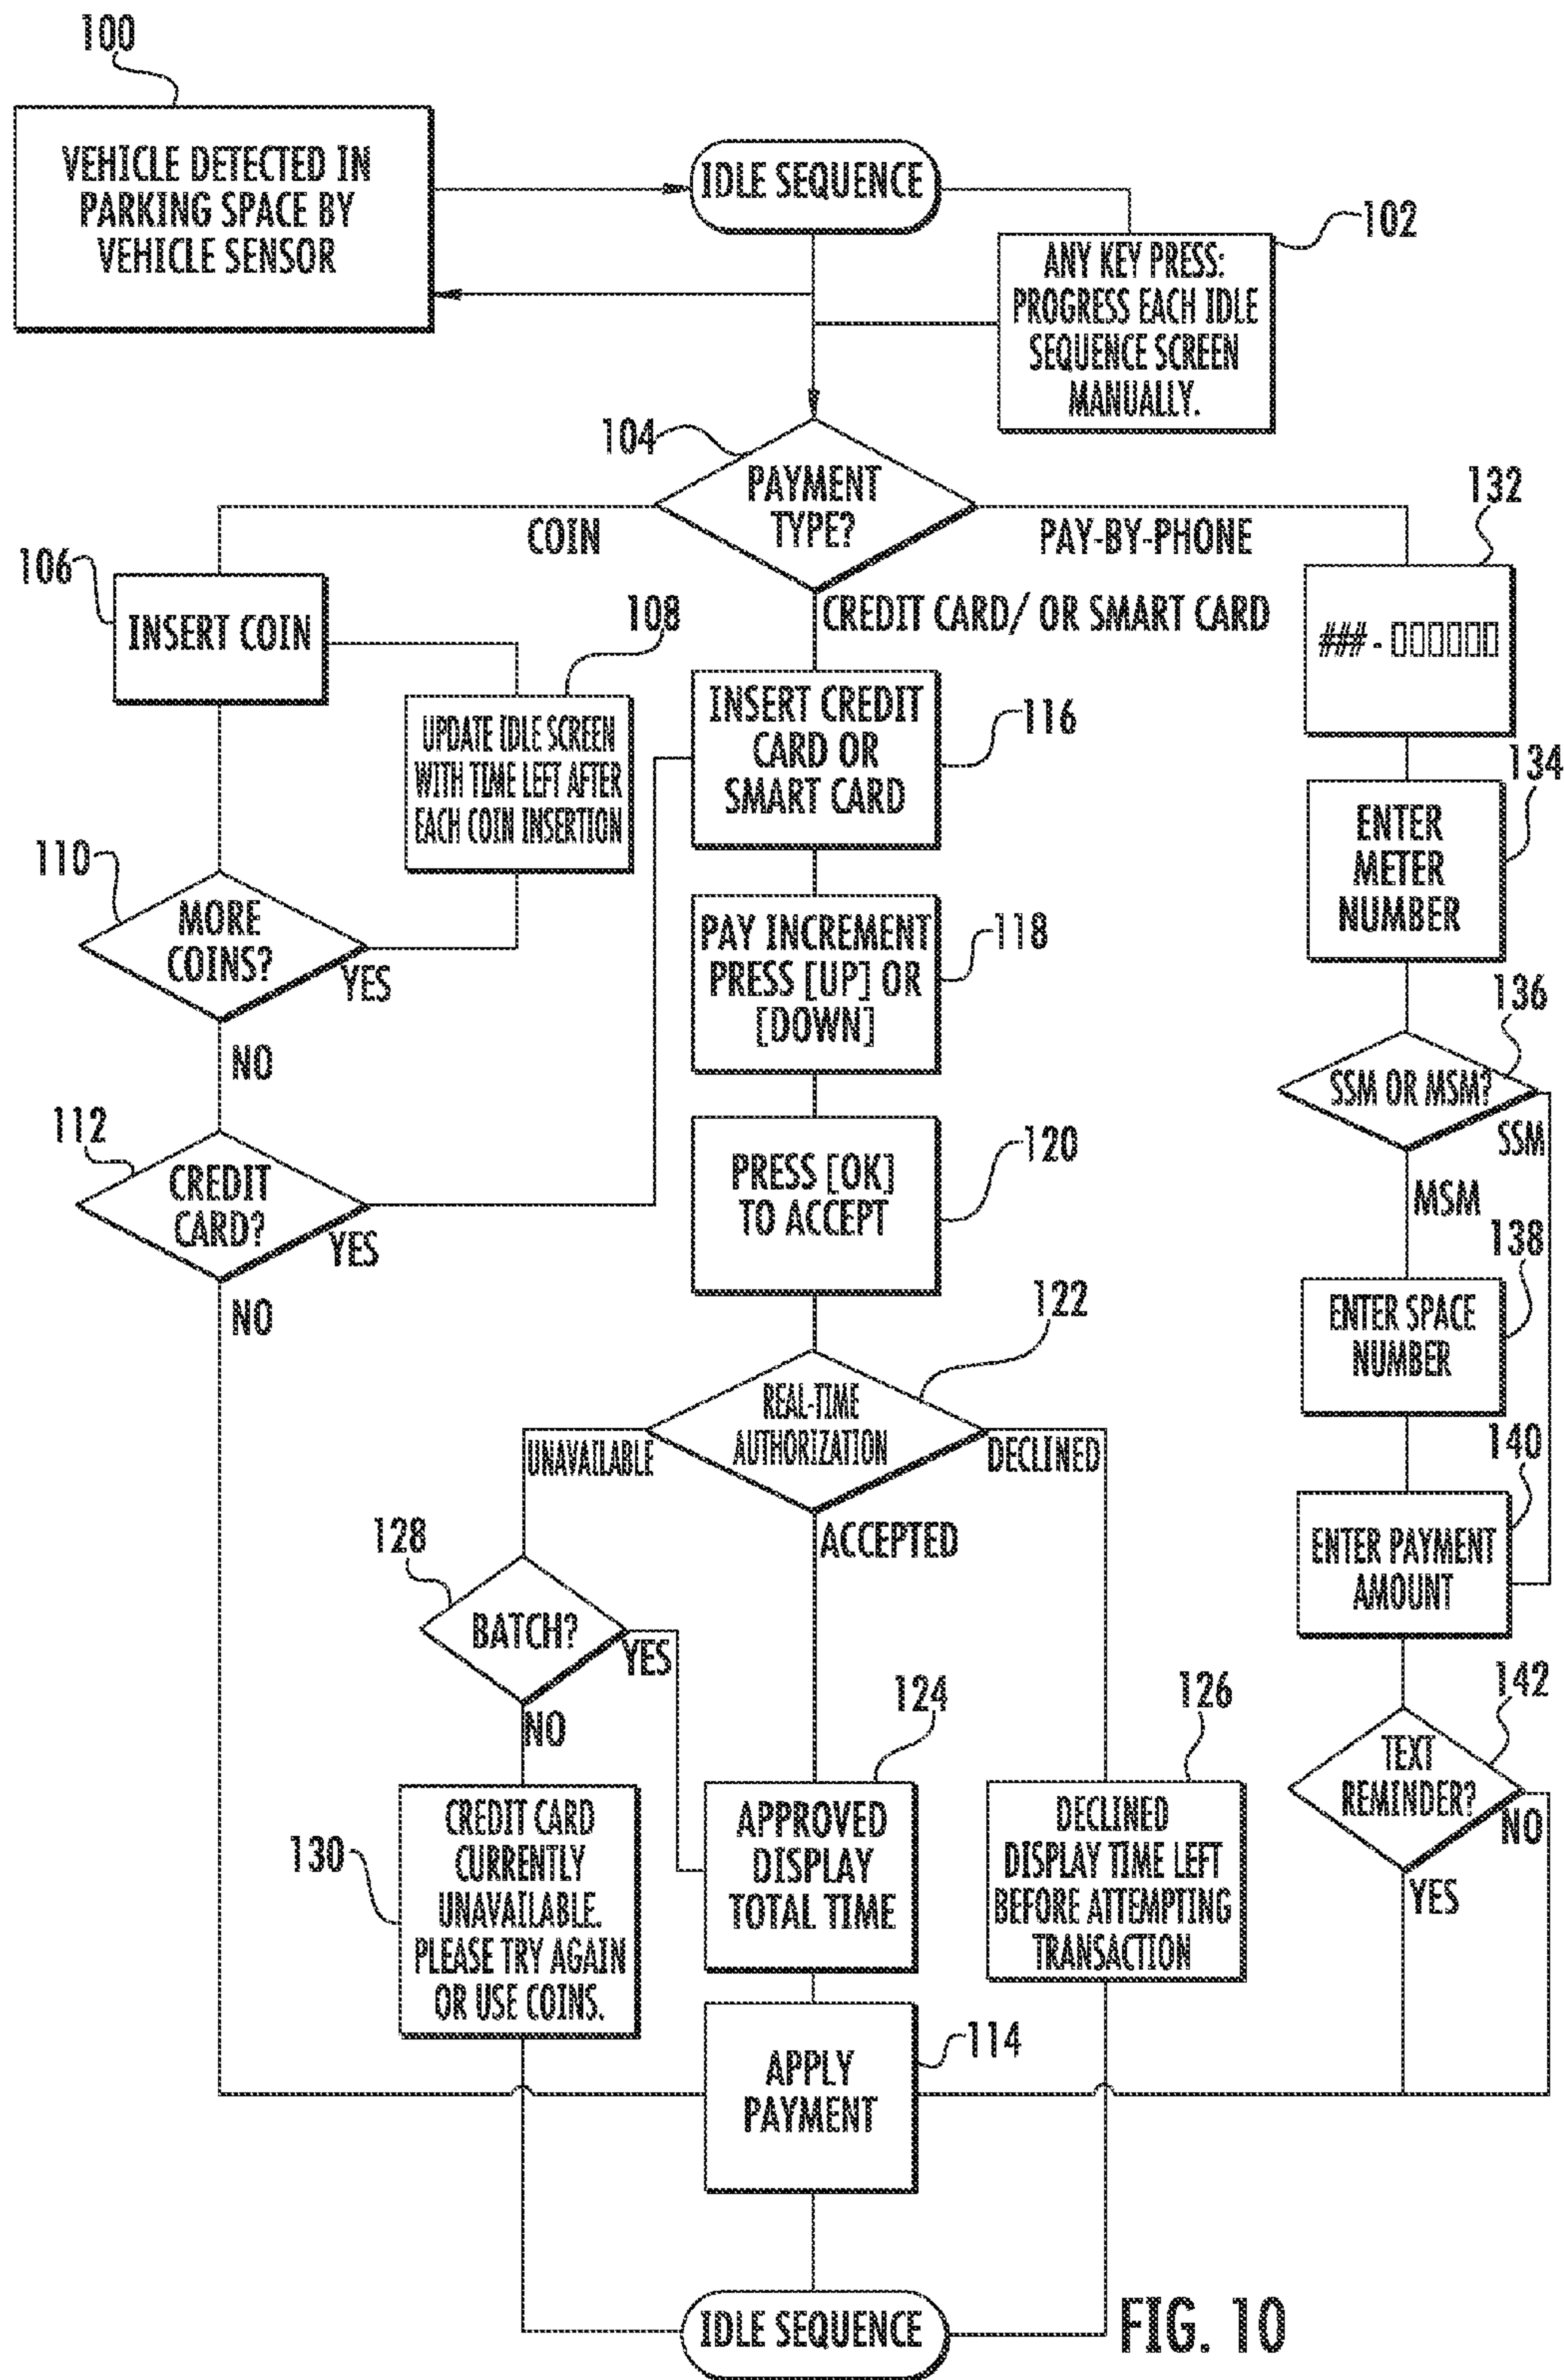 100
VEHICLE DETECTED IN
PARKING SPACE BY
VEHICLE SENSOR
IDLE SEQUENCE
102
ANY KEY PRESS:
PROGRESS EACH IDLE
SEQUENCE SCREEN
MANUALLY.
104
PAYMENT
TYPE?
COIN
PAY-BY-PHONE
CREDIT CARD/ OR SMART CARD
106
INSERT COIN
108
UPDATE IDLE SCREEN
WITH TIME LEFT AFTER
EACH COIN INSERTION
110
MORE
COINS?
YES
NO
112
CREDIT
CARD?
YES
NO
116
INSERT CREDIT
CARD OR
SMART CARD
118
PAY INCREMENT
PRESS [UP] OR
[DOWN]
120
PRESS [OK]
TO ACCEPT
122
REAL-TIME
AUTHORIZATION
UNAVAILABLE
DECLINED
ACCEPTED
128
BATCH?
YES
NO
130
CREDIT CARD
CURRENTLY
UNAVAILABLE.
PLEASE TRY AGAIN
OR USE COINS.
124
APPROVED
DISPLAY
TOTAL TIME
126
DECLINED
DISPLAY TIME LEFT
BEFORE ATTEMPTING
TRANSACTION
132
### - ▯▯▯▯▯▯
134
ENTER
METER
NUMBER
136
SSM OR MSM?
SSM
MSM
138
ENTER SPACE
NUMBER
140
ENTER PAYMENT
AMOUNT
142
TEXT
REMINDER?
NO
YES
114
APPLY
PAYMENT
IDLE SEQUENCE
FIG. 10